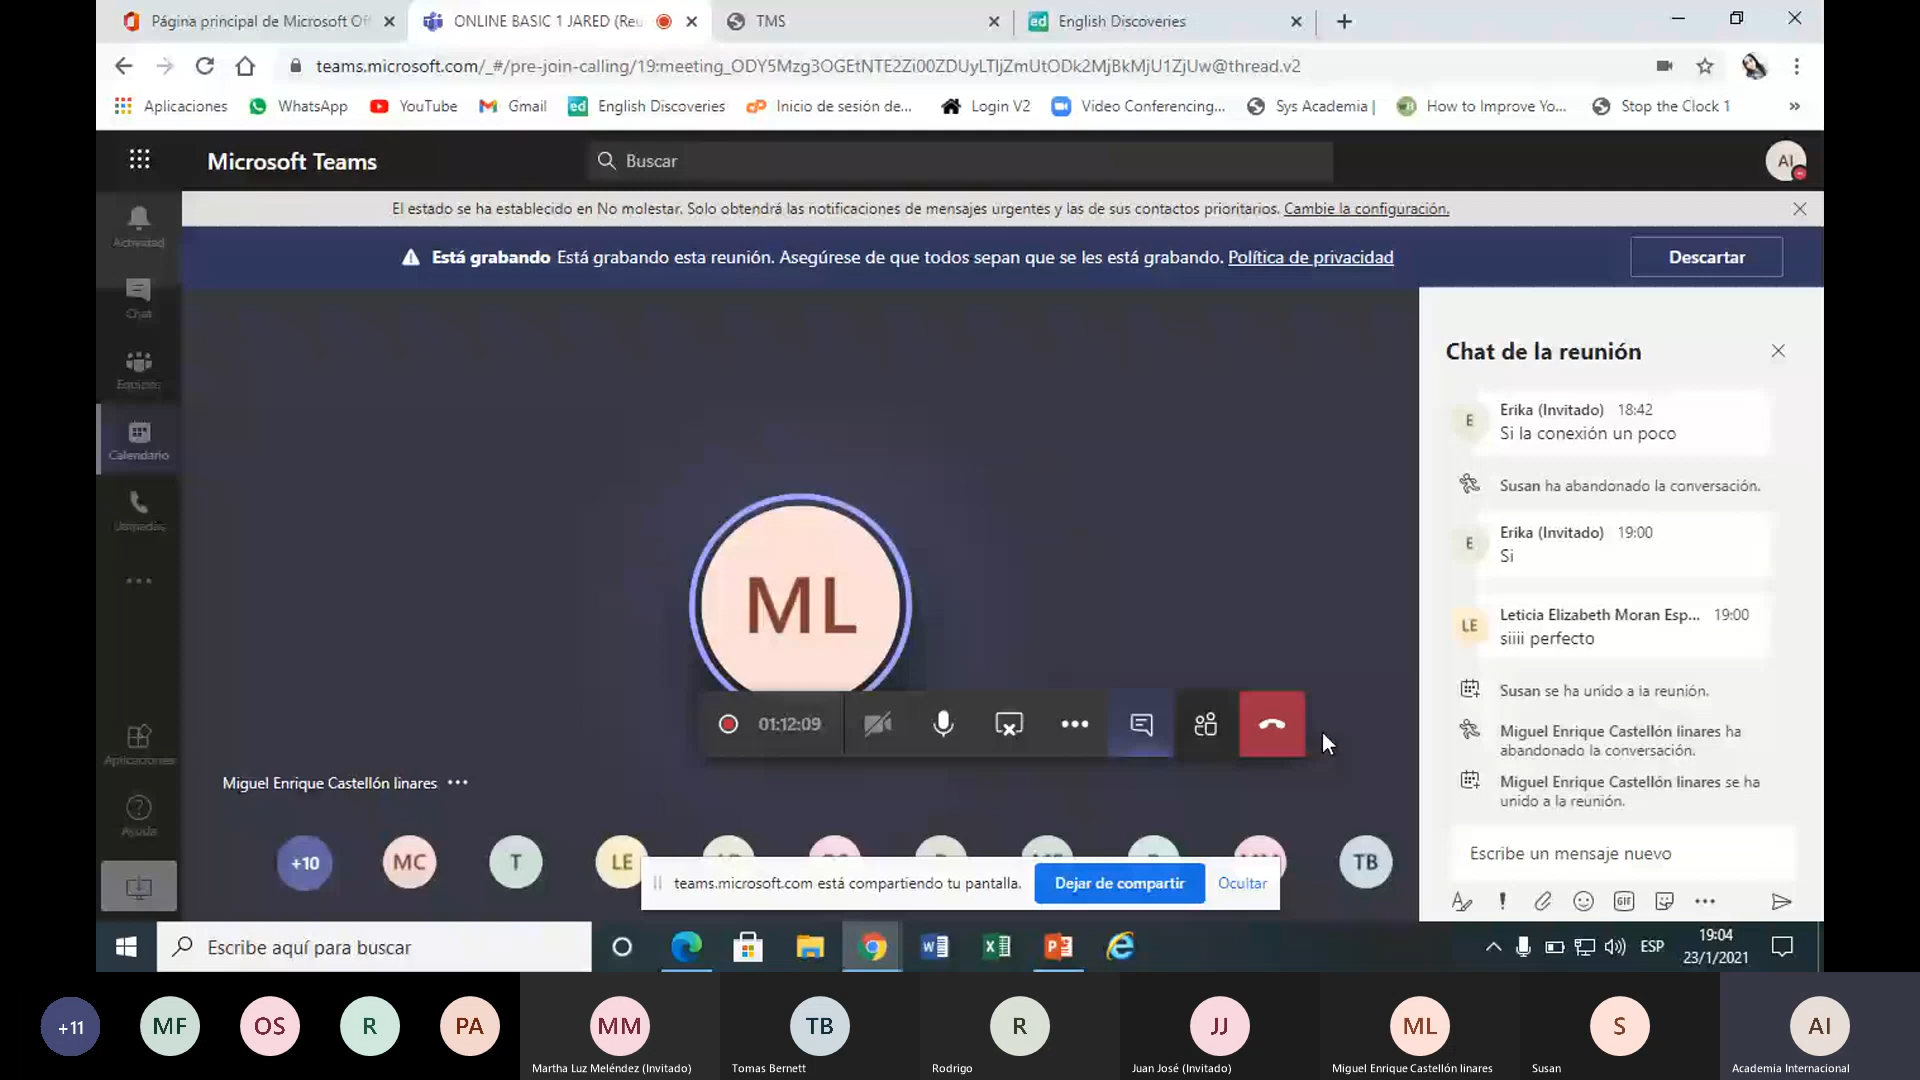 Página principal de Microsoft Of
ONLINE BASIC 1 JARED (Reu
TMS
English Discoveries
teams.microsoft.com/_#/pre-join-calling/19:meeting_ODY5Mzg3OGEtNTE2Zi00ZDUyLTljZmUtODk2MjBkMjU1ZjUw@thread.v2
Aplicaciones
WhatsApp
YouTube
Gmail
English Discoveries
Inicio de sesión de...
Login V2
Video Conferencing...
Sys Academia |
How to Improve Yo...
Stop the Clock 1
»
Microsoft Teams
Buscar
AI
El estado se ha establecido en No molestar. Solo obtendrá las notificaciones de mensajes urgentes y las de sus contactos prioritarios. Cambie la configuración.
Está grabando Está grabando esta reunión. Asegúrese de que todos sepan que se les está grabando. Política de privacidad
Descartar
Actividad
Chat
Equipos
Calendario
Llamadas
Aplicaciones
Ayuda
ML
01:12:09
Miguel Enrique Castellón linares
+10
MC
T
LE
TB
teams.microsoft.com está compartiendo tu pantalla.
Dejar de compartir
Ocultar
Chat de la reunión
E
Erika (Invitado) 18:42
Si la conexión un poco
Susan ha abandonado la conversación.
E
Erika (Invitado) 19:00
Si
LE
Leticia Elizabeth Moran Esp... 19:00
siiii perfecto
Susan se ha unido a la reunión.
Miguel Enrique Castellón linares ha
abandonado la conversación.
Miguel Enrique Castellón linares se ha
unido a la reunión.
Escribe un mensaje nuevo
GIF
Escribe aquí para buscar
ESP
19:04
23/1/2021
+11
MF
OS
R
PA
MM
TB
R
JJ
ML
S
AI
Martha Luz Meléndez (Invitado)
Tomas Bernett
Rodrigo
Juan José (Invitado)
Miguel Enrique Castellón linares
Susan
Academia Internacional